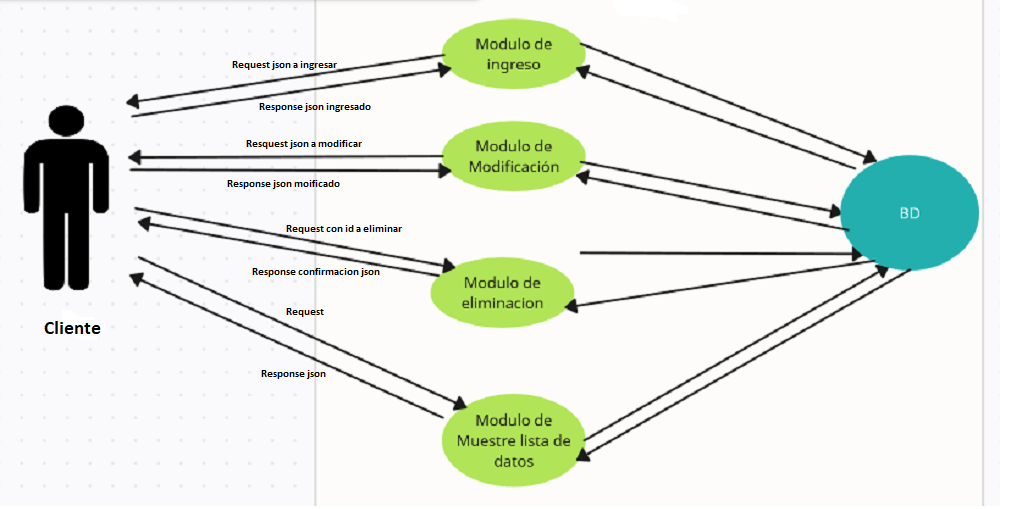 Modulo de
ingreso
Request json a ingresar
Response json ingresado
Resquest json a modificar
Modulo de
Modificación
Response json moificado
BD
Request con id a eliminar
Response confirmacion json
Modulo de
eliminacion
Request
Cliente
Response json
Modulo de
Muestre lista de
datos